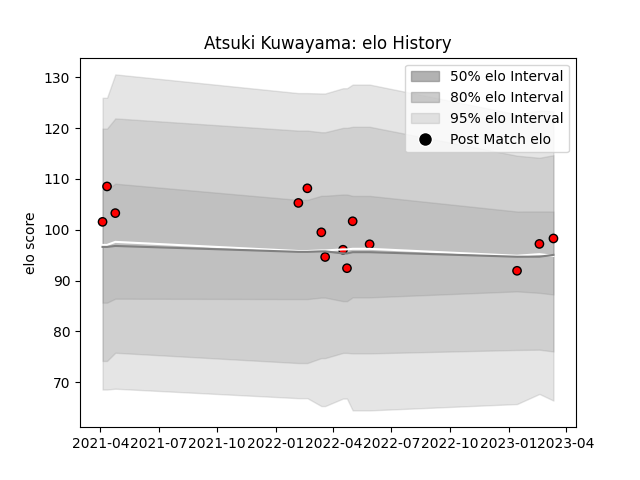 Atsuki Kuwayama: elo History
50% elo Interval
80% elo Interval
95% elo Interval
Post Match elo
elo score
130
120
110
100
90
80
70
2021-04 2021-07 2021-10 2022-01 2022-04 2022-07 2022-10 2023-01 2023-04